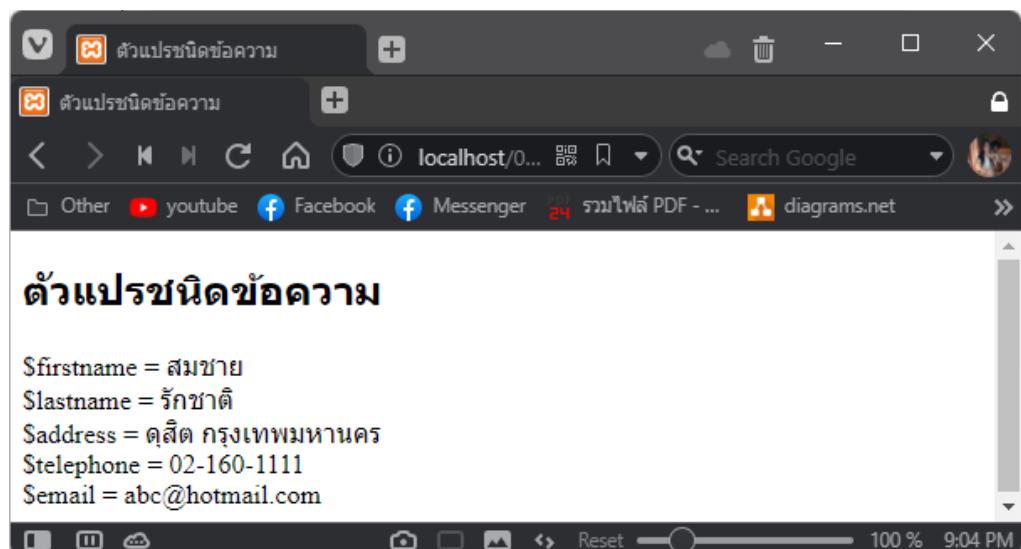 ตัวแปรชนิดข้อความ
ตัวแปรชนิดข้อความ
localhost/0... Search Google
Other youtube Facebook Messenger PDF 24 รวมไฟล์ PDF - ... diagrams.net
ตัวแปรชนิดข้อความ
$firstname = สมชาย
$lastname = รักชาติ
$address = ดุสิต กรุงเทพมหานคร
$telephone = 02-160-1111
$email = abc@hotmail.com
Reset 100 % 9:04 PM